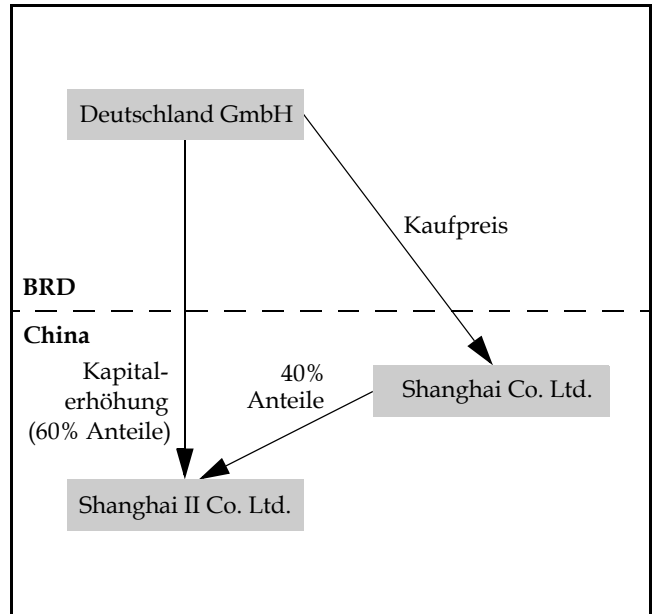 Deutschland GmbH
Kaufpreis
BRD
China
Kapital-
erhöhung
(60% Anteile)
40%
Anteile
Shanghai Co. Ltd.
Shanghai II Co. Ltd.